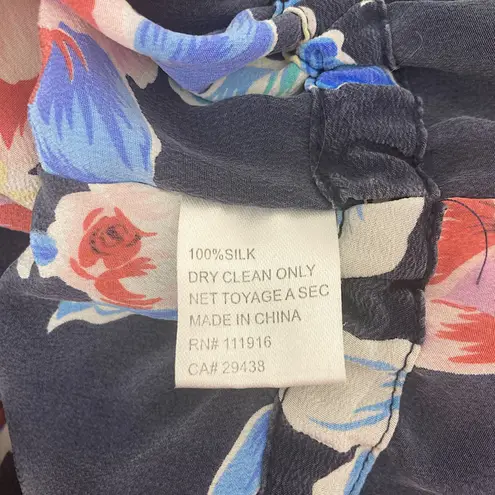 100%SILK
DRY CLEAN ONLY
NET TOYAGE A SEC
MADE IN CHINA
RN# 111916
CA# 29438